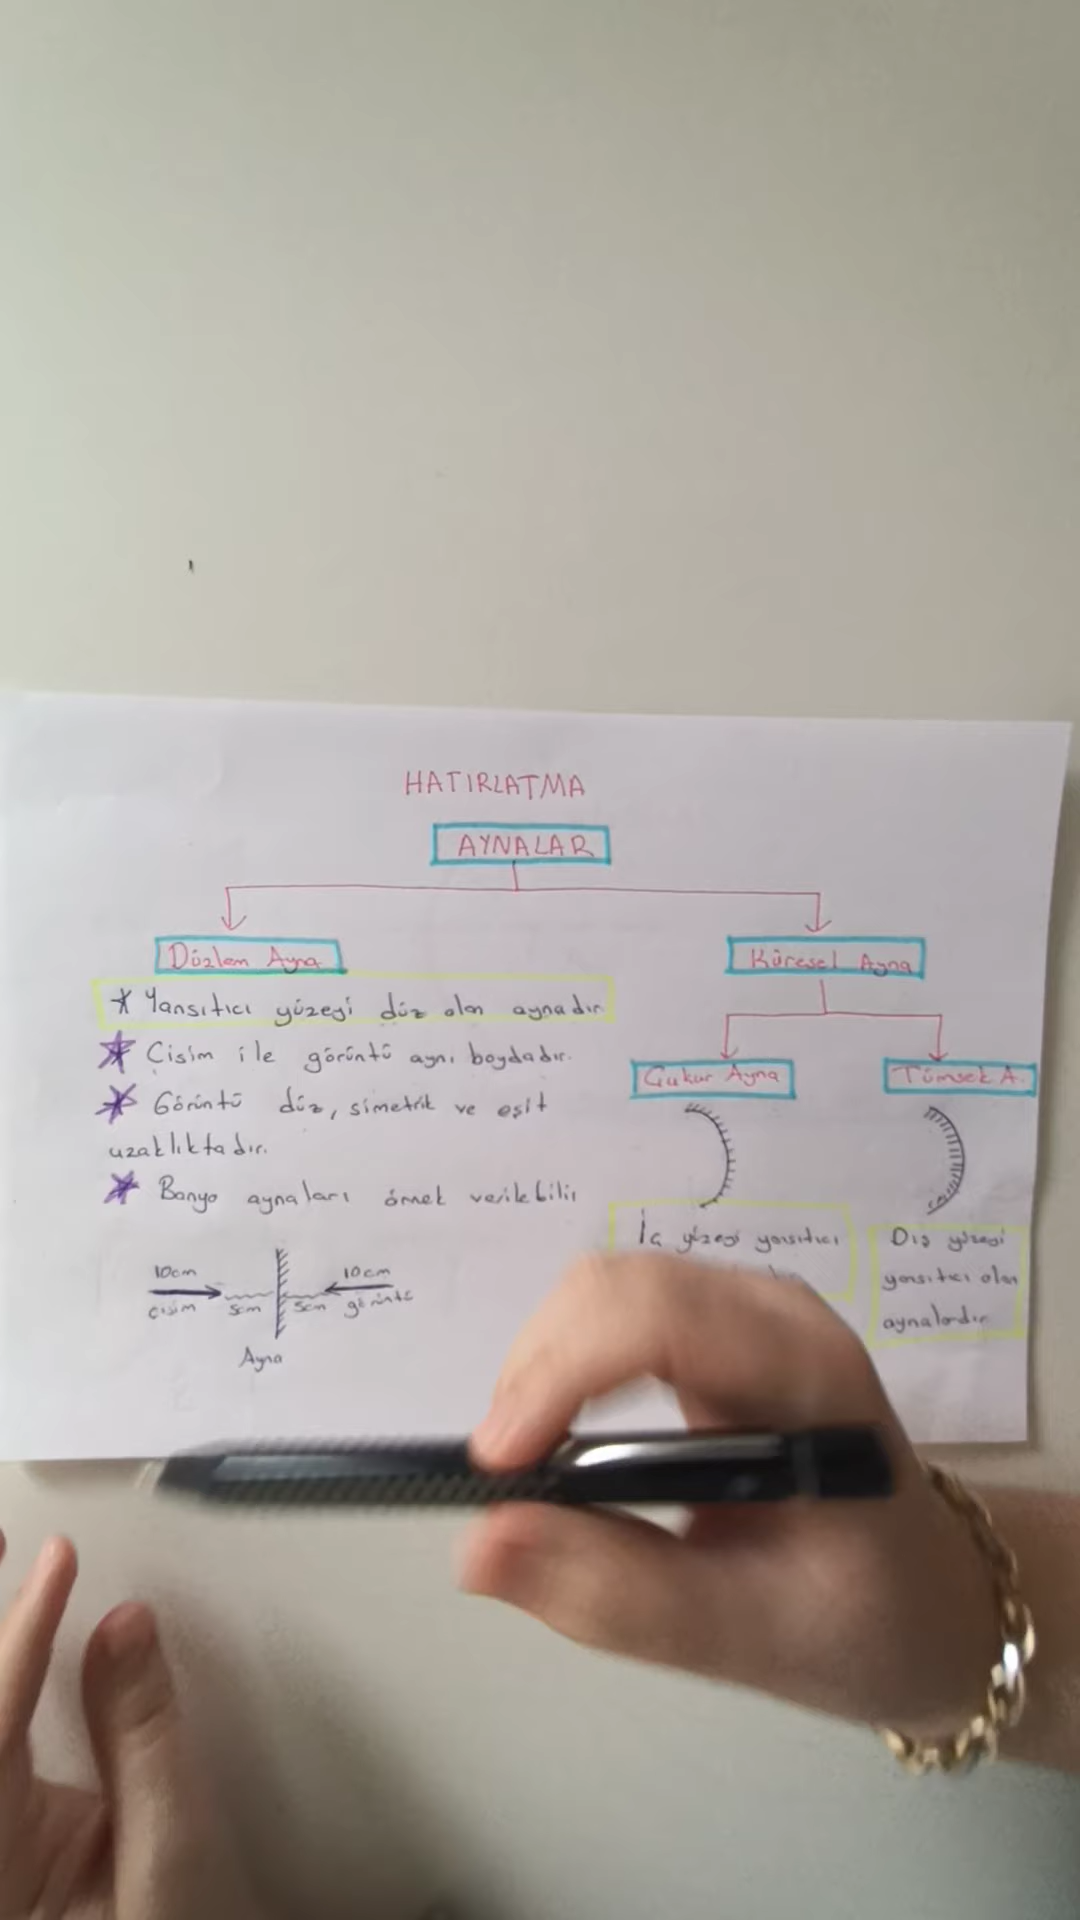 HATIRLATMA
AYNALAR
Düzlem Ayna
* Yansıtıcı yüzeyi düz olan aynadır.
* Cisim ile görüntü aynı boydadır.
* Görüntü düz, simetrik ve eşit
uzaklıktadır.
* Banyo aynaları örnek verilebilir
10cm
cisim
5cm
5cm
10cm
görüntü
Ayna
Küresel Ayna
Çukur Ayna
İç yüzeyi yansıtıcı
Tümsek A.
Dış yüzeyi
yansıtıcı olan
aynalardır